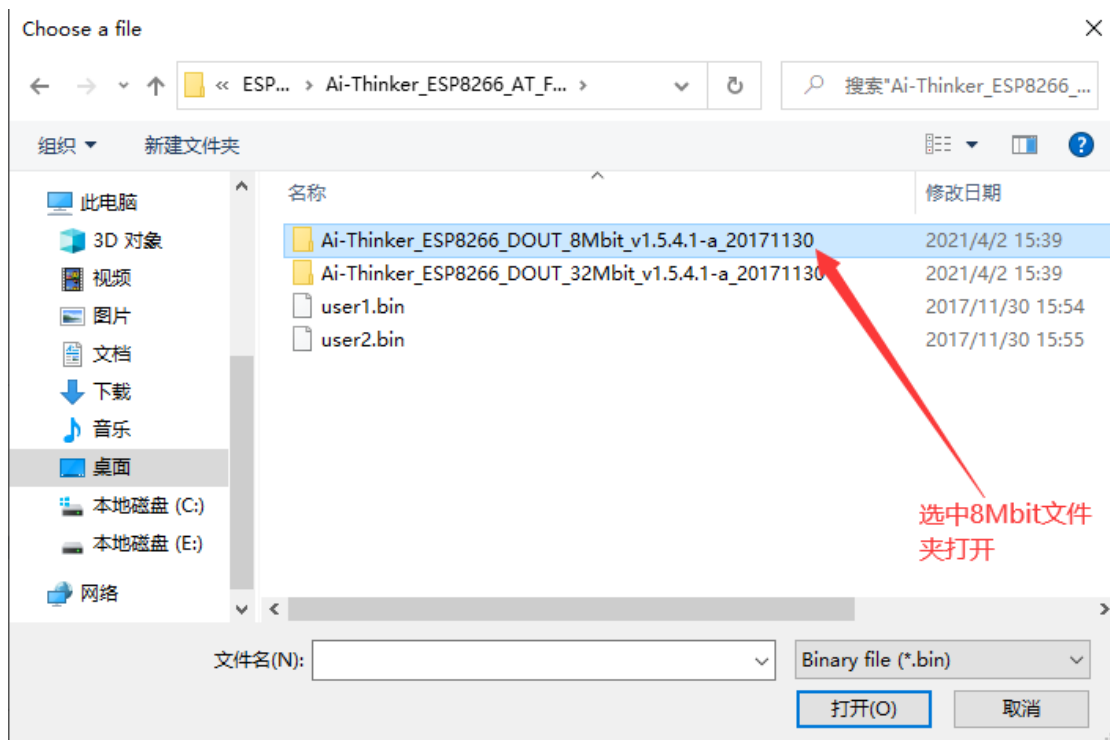 Choose a file
« ESP... › Ai-Thinker_ESP8266_AT_F... ›
搜索"Ai-Thinker_ESP8266_...
组织 新建文件夹
名称 修改日期
此电脑
3D 对象
视频
图片
文档
下载
音乐
桌面
本地磁盘 (C:)
本地磁盘 (E:)
网络
Ai-Thinker_ESP8266_DOUT_8Mbit_v1.5.4.1-a_20171130 2021/4/2 15:39
Ai-Thinker_ESP8266_DOUT_32Mbit_v1.5.4.1-a_20171130 2021/4/2 15:39
user1.bin 2017/11/30 15:54
user2.bin 2017/11/30 15:55
选中8Mbit文件
夹打开
文件名(N): Binary file (*.bin)
打开(O) 取消